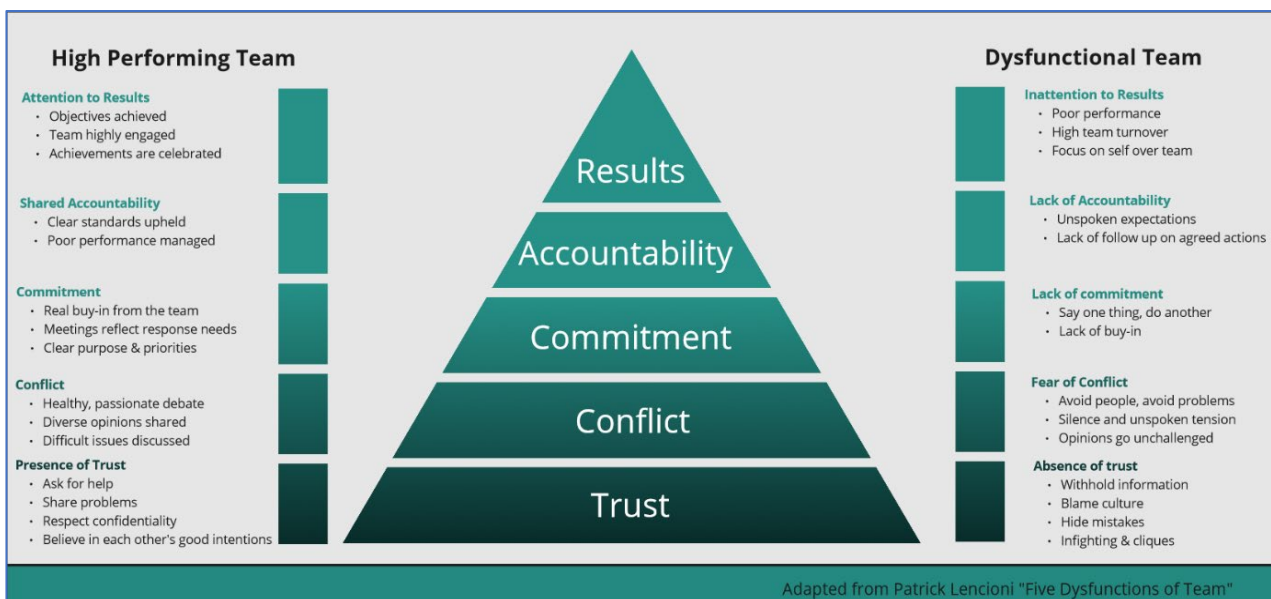 High Performing Team
Attention to Results
• Objectives achieved
• Team highly engaged
• Achievements are celebrated
Shared Accountability
• Clear standards upheld
• Poor performance managed
Commitment
• Real buy-in from the team
• Meetings reflect response needs
• Clear purpose & priorities
Conflict
• Healthy, passionate debate
• Diverse opinions shared
• Difficult issues discussed
Presence of Trust
• Ask for help
• Share problems
• Respect confidentiality
• Believe in each other's good intentions
Results
Accountability
Commitment
Conflict
Trust
Dysfunctional Team
Inattention to Results
• Poor performance
• High team turnover
• Focus on self over team
Lack of Accountability
• Unspoken expectations
• Lack of follow up on agreed actions
Lack of commitment
• Say one thing, do another
• Lack of buy-in
Fear of Conflict
• Avoid people, avoid problems
• Silence and unspoken tension
• Opinions go unchallenged
Absence of trust
• Withhold information
• Blame culture
• Hide mistakes
• Infighting & cliques
Adapted from Patrick Lencioni "Five Dysfunctions of Team"